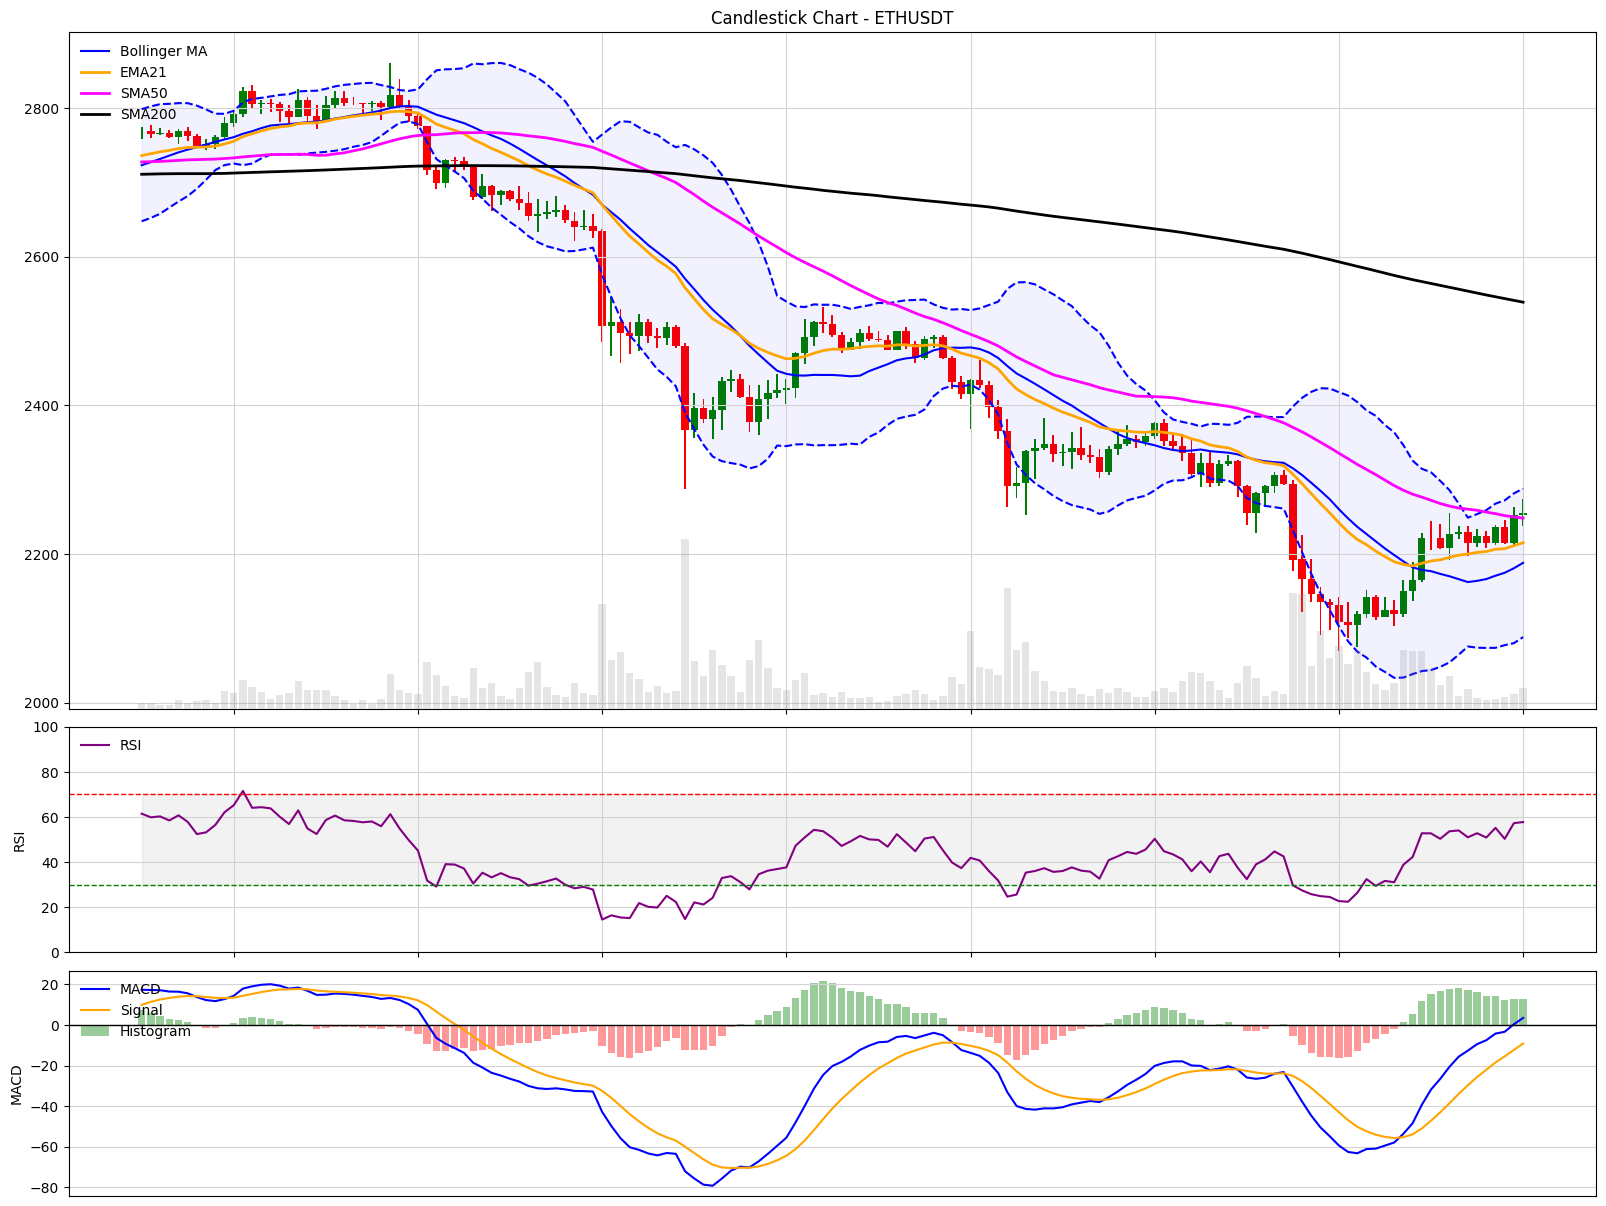 Candlestick Chart - ETHUSDT
Bollinger MA
EMA21
SMA50
SMA200
2800
2600
2400
2200
2000
RSI
RSI
100
80
60
40
20
0
MACD
Signal
Histogram
MACD
20
0
−20
−40
−60
−80